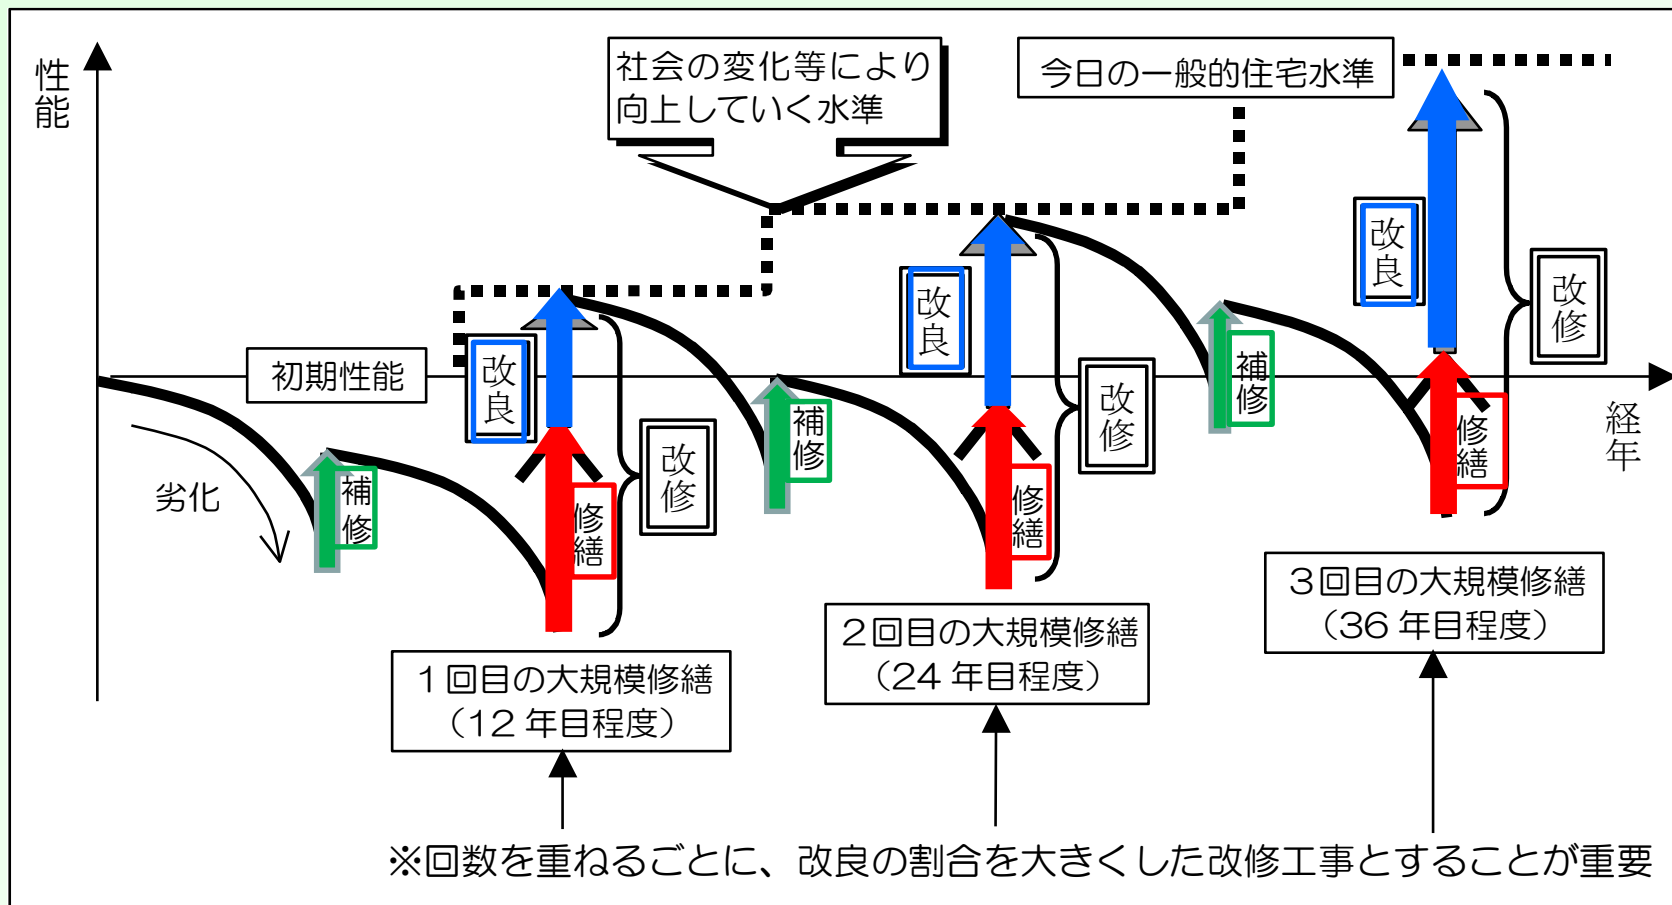 性能
社会の変化等により
向上していく水準
今日の一般的住宅水準
初期性能
劣化
補修
改良
修繕
改修
補修
改良
修繕
改修
補修
改良
修繕
改修
経年
1回目の大規模修繕
（12年目程度）
2回目の大規模修繕
（24年目程度）
3回目の大規模修繕
（36年目程度）
※回数を重ねるごとに、改良の割合を大きくした改修工事とすることが重要